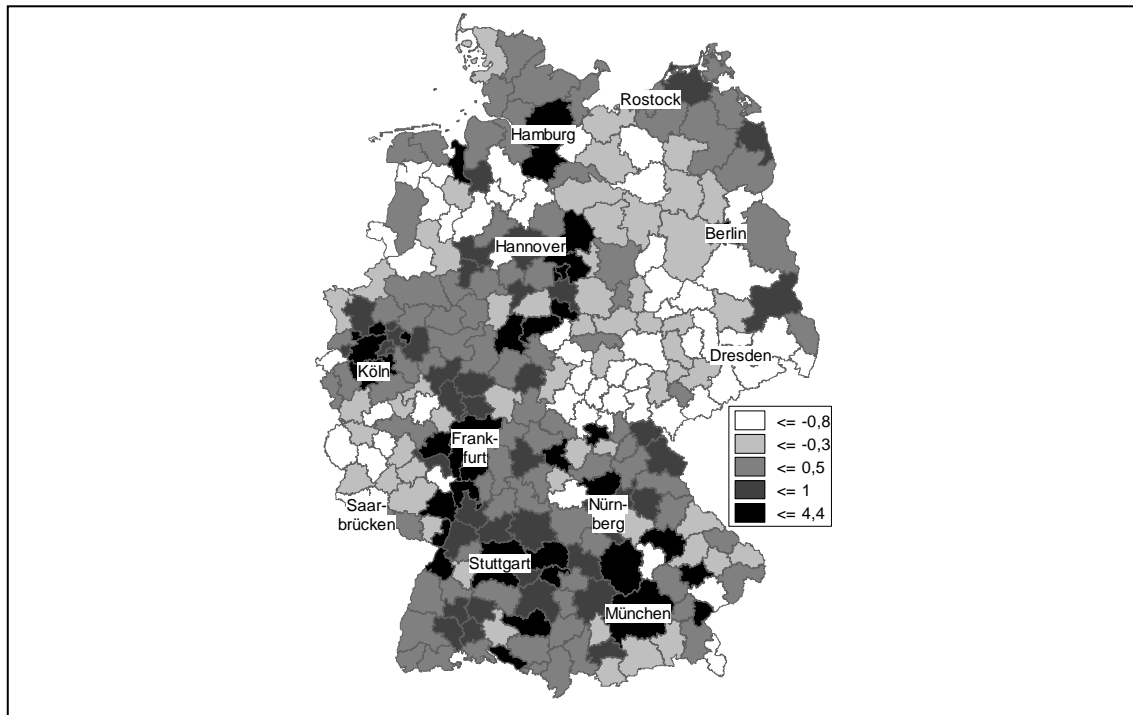 Rostock
Hamburg
Berlin
Hannover
Dresden
Köln
<= -0,8
<= -0,3
<= 0,5
<= 1
<= 4,4
Frank-
furt
Saar-
brücken
Nürn-
berg
Stuttgart
München